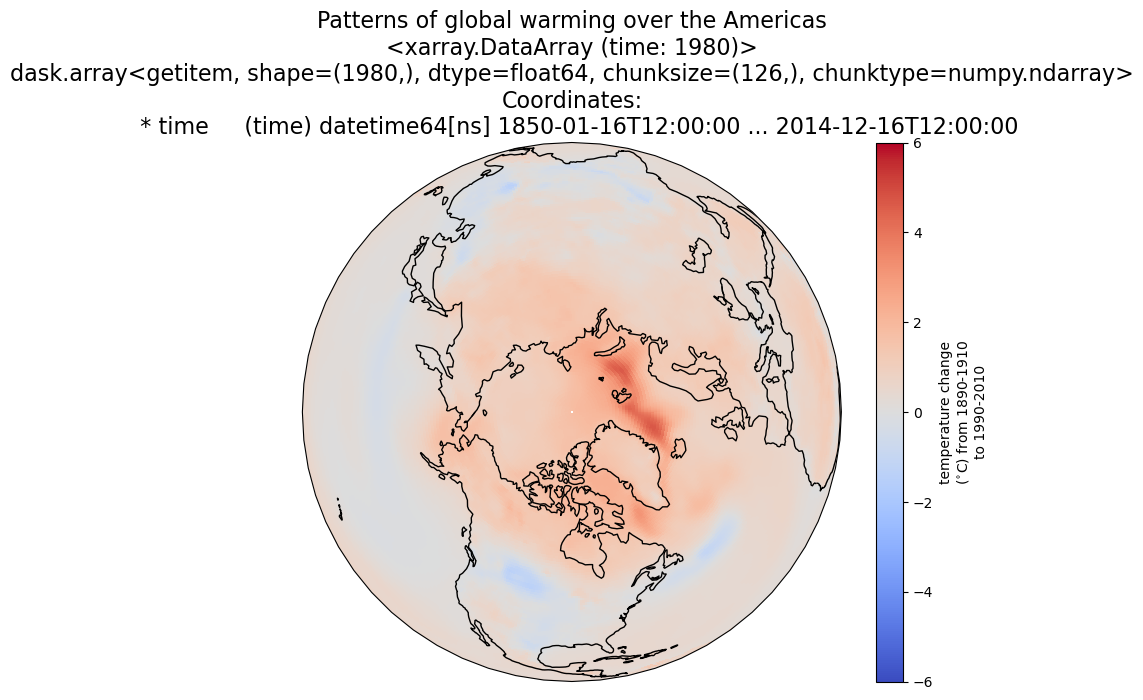 Patterns of global warming over the Americas
<xarray.DataArray (time: 1980)>
dask.array<getitem, shape=(1980,), dtype=float64, chunksize=(126,), chunktype=numpy.ndarray>
Coordinates:
* time     (time) datetime64[ns] 1850-01-16T12:00:00 ... 2014-12-16T12:00:00
6
4
2
0
−2
−4
−6
temperature change
(°C) from 1890-1910
to 1990-2010